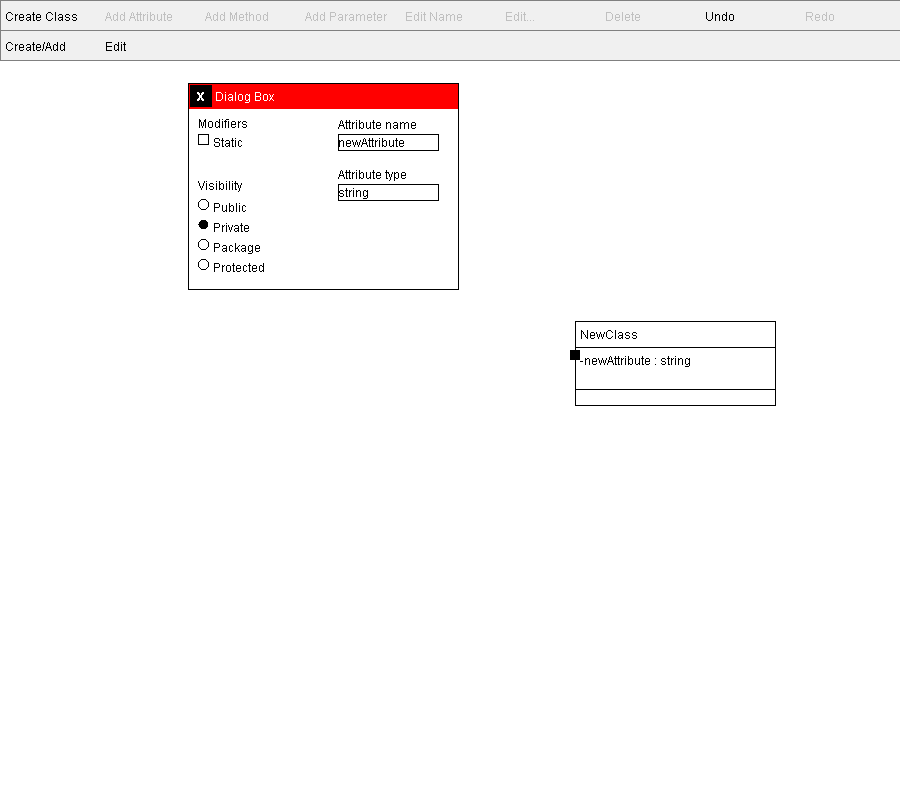 Create Class Add Attribute Add Method Add Parameter Edit Name Edit... Delete Undo Redo
Create/Add Edit
X Dialog Box
Modifiers
Static
Visibility
Public
Private
Package
Protected
Attribute name
newAttribute
Attribute type
string
NewClass
-newAttribute : string